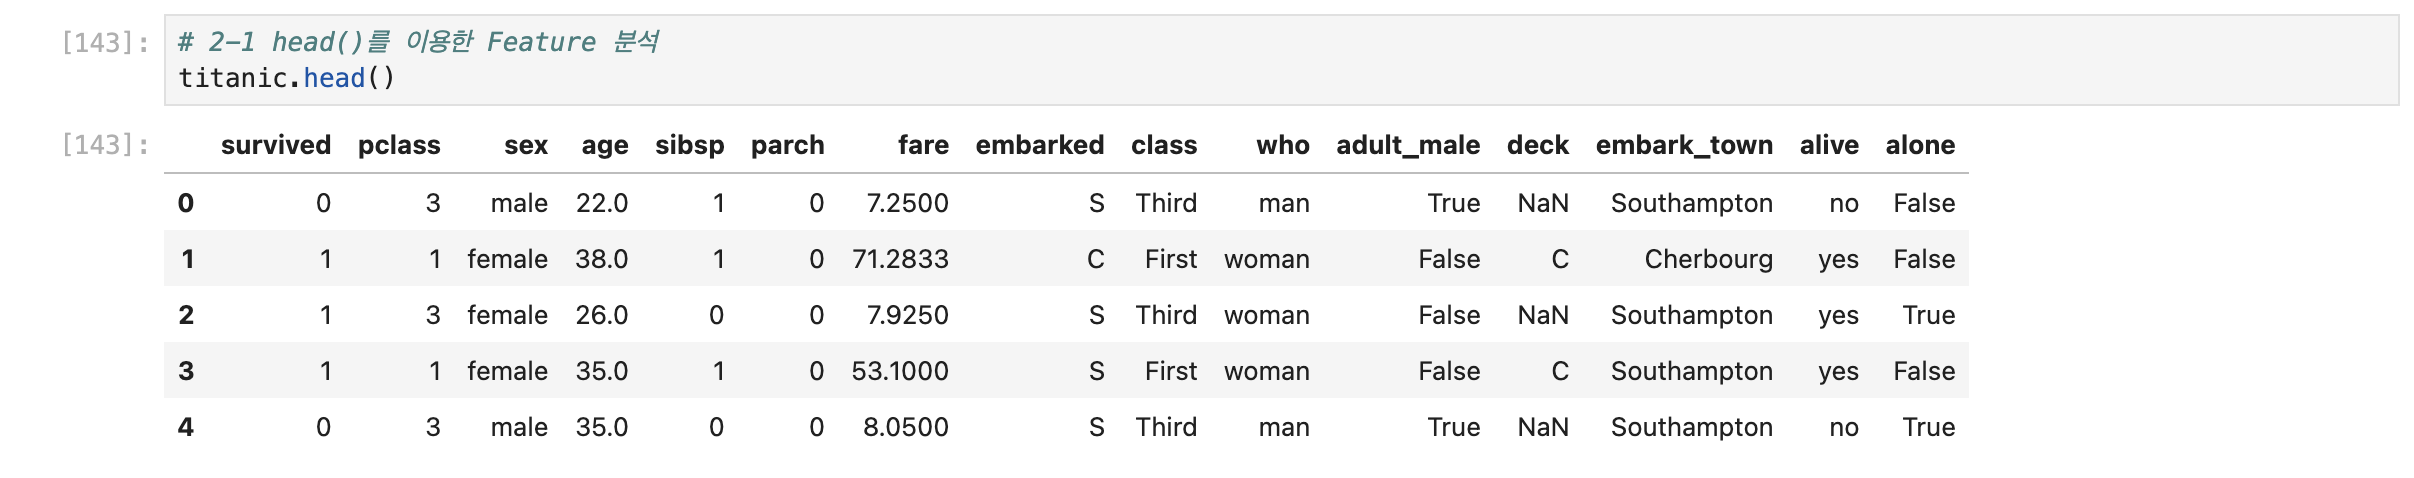 [143]: # 2-1 head()를 이용한 Feature 분석
titanic.head()
[143]: survived pclass sex age sibsp parch fare embarked class who adult_male deck embark_town alive alone
0 0 3 male 22.0 1 0 7.2500 S Third man True NaN Southampton no False
1 1 1 female 38.0 1 0 71.2833 C First woman False C Cherbourg yes False
2 1 3 female 26.0 0 0 7.9250 S Third woman False NaN Southampton yes True
3 1 1 female 35.0 1 0 53.1000 S First woman False C Southampton yes False
4 0 3 male 35.0 0 0 8.0500 S Third man True NaN Southampton no True